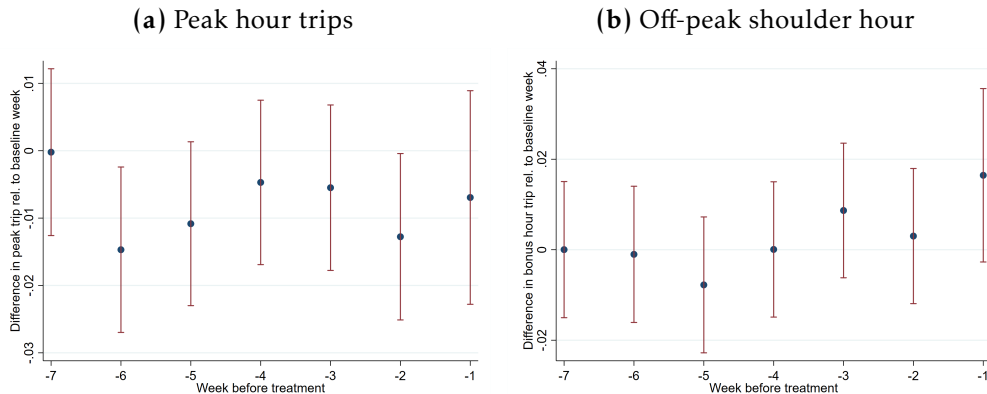 (a) Peak hour trips
Difference in peak trip rel. to baseline week
.01
0
-.01
-.02
-.03
-7 -6 -5 -4 -3 -2 -1
Week before treatment
(b) Off-peak shoulder hour
Difference in bonus hour trip rel. to baseline week
.04
.02
0
-.02
-7 -6 -5 -4 -3 -2 -1
Week before treatment